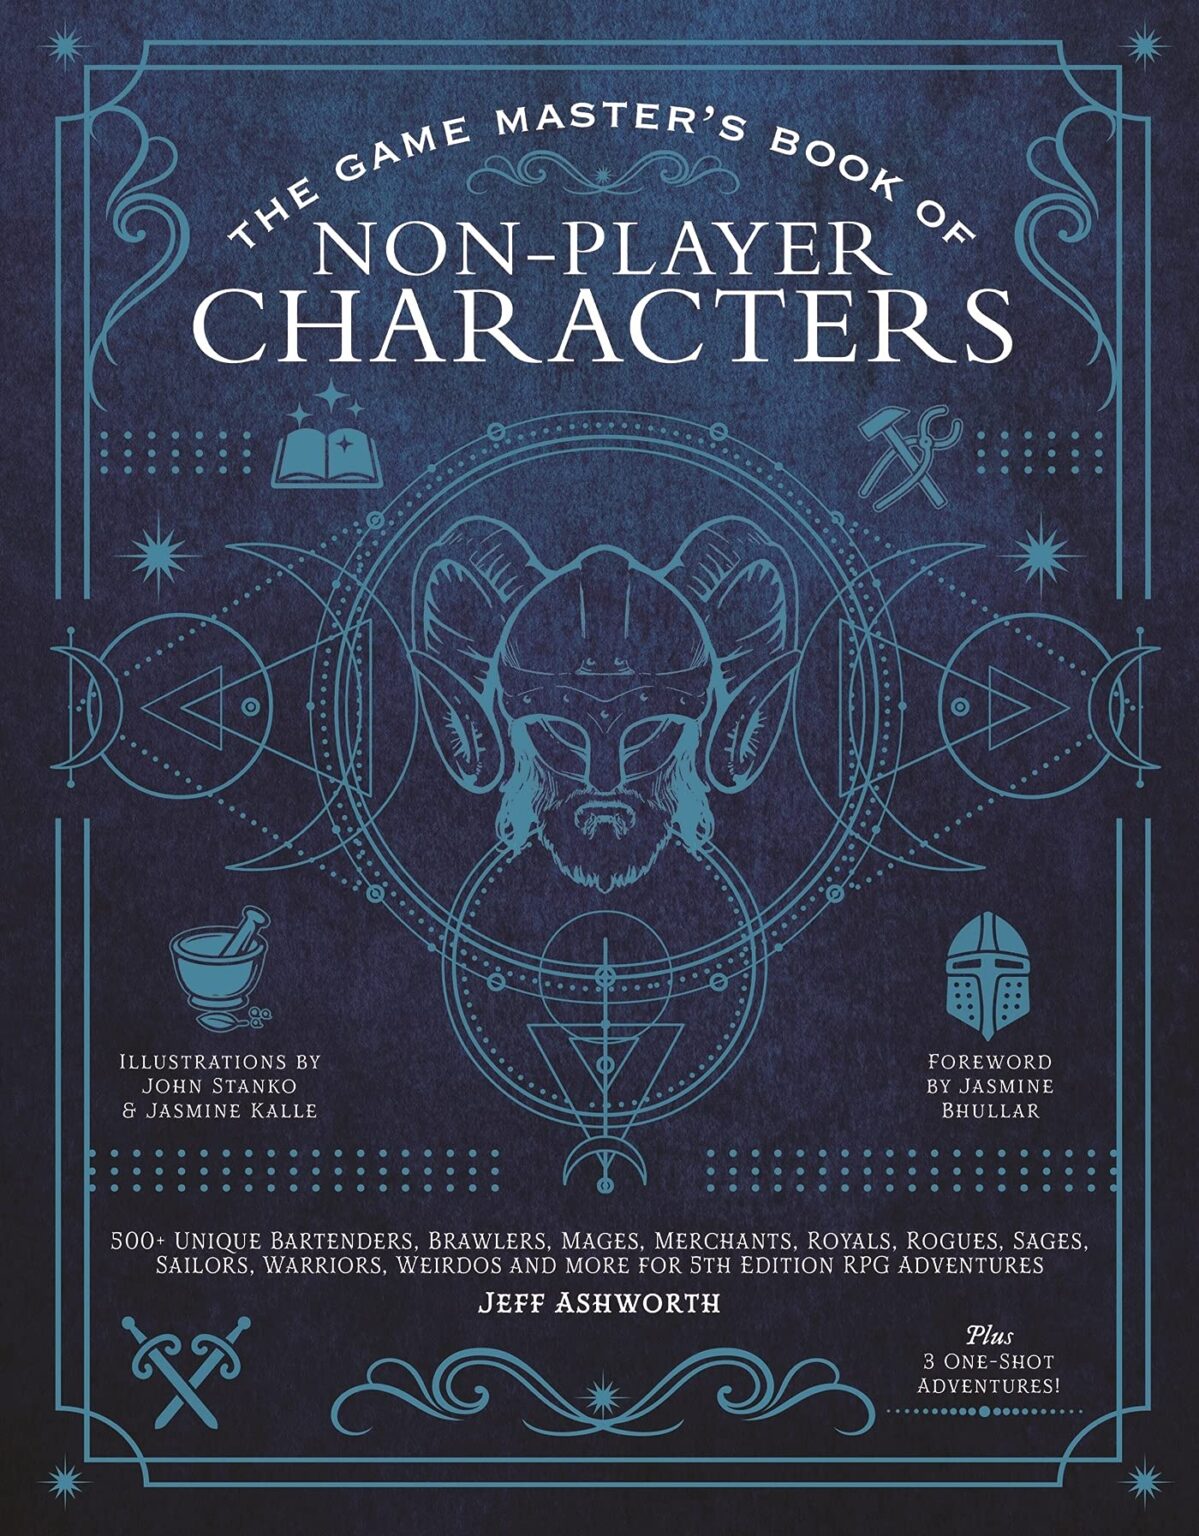 THE GAME MASTER'S BOOK OF
NON-PLAYER
CHARACTERS
ILLUSTRATIONS BY
JOHN STANKO
& JASMINE KALLE
FOREWORD
BY JASMINE
BHULLAR
500+ UNIQUE BARTENDERS, BRAWLERS, MAGES, MERCHANTS, ROYALS, ROGUES, SAGES,
SAILORS, WARRIORS, WEIRDOS AND MORE FOR 5TH EDITION RPG ADVENTURES
JEFF ASHWORTH
Plus
3 ONE-SHOT
ADVENTURES!